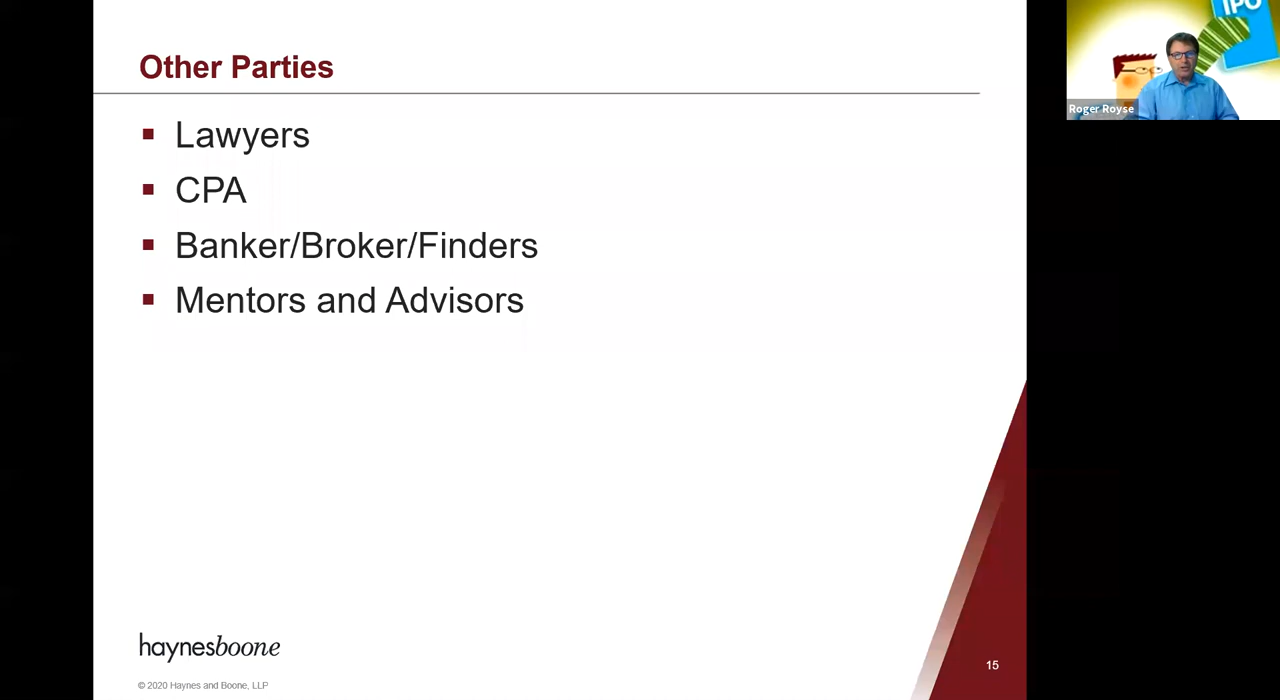 Other Parties
Lawyers
CPA
Banker/Broker/Finders
Mentors and Advisors
haynesboone
© 2020 Haynes and Boone, LLP
15
IPO
Roger Royse